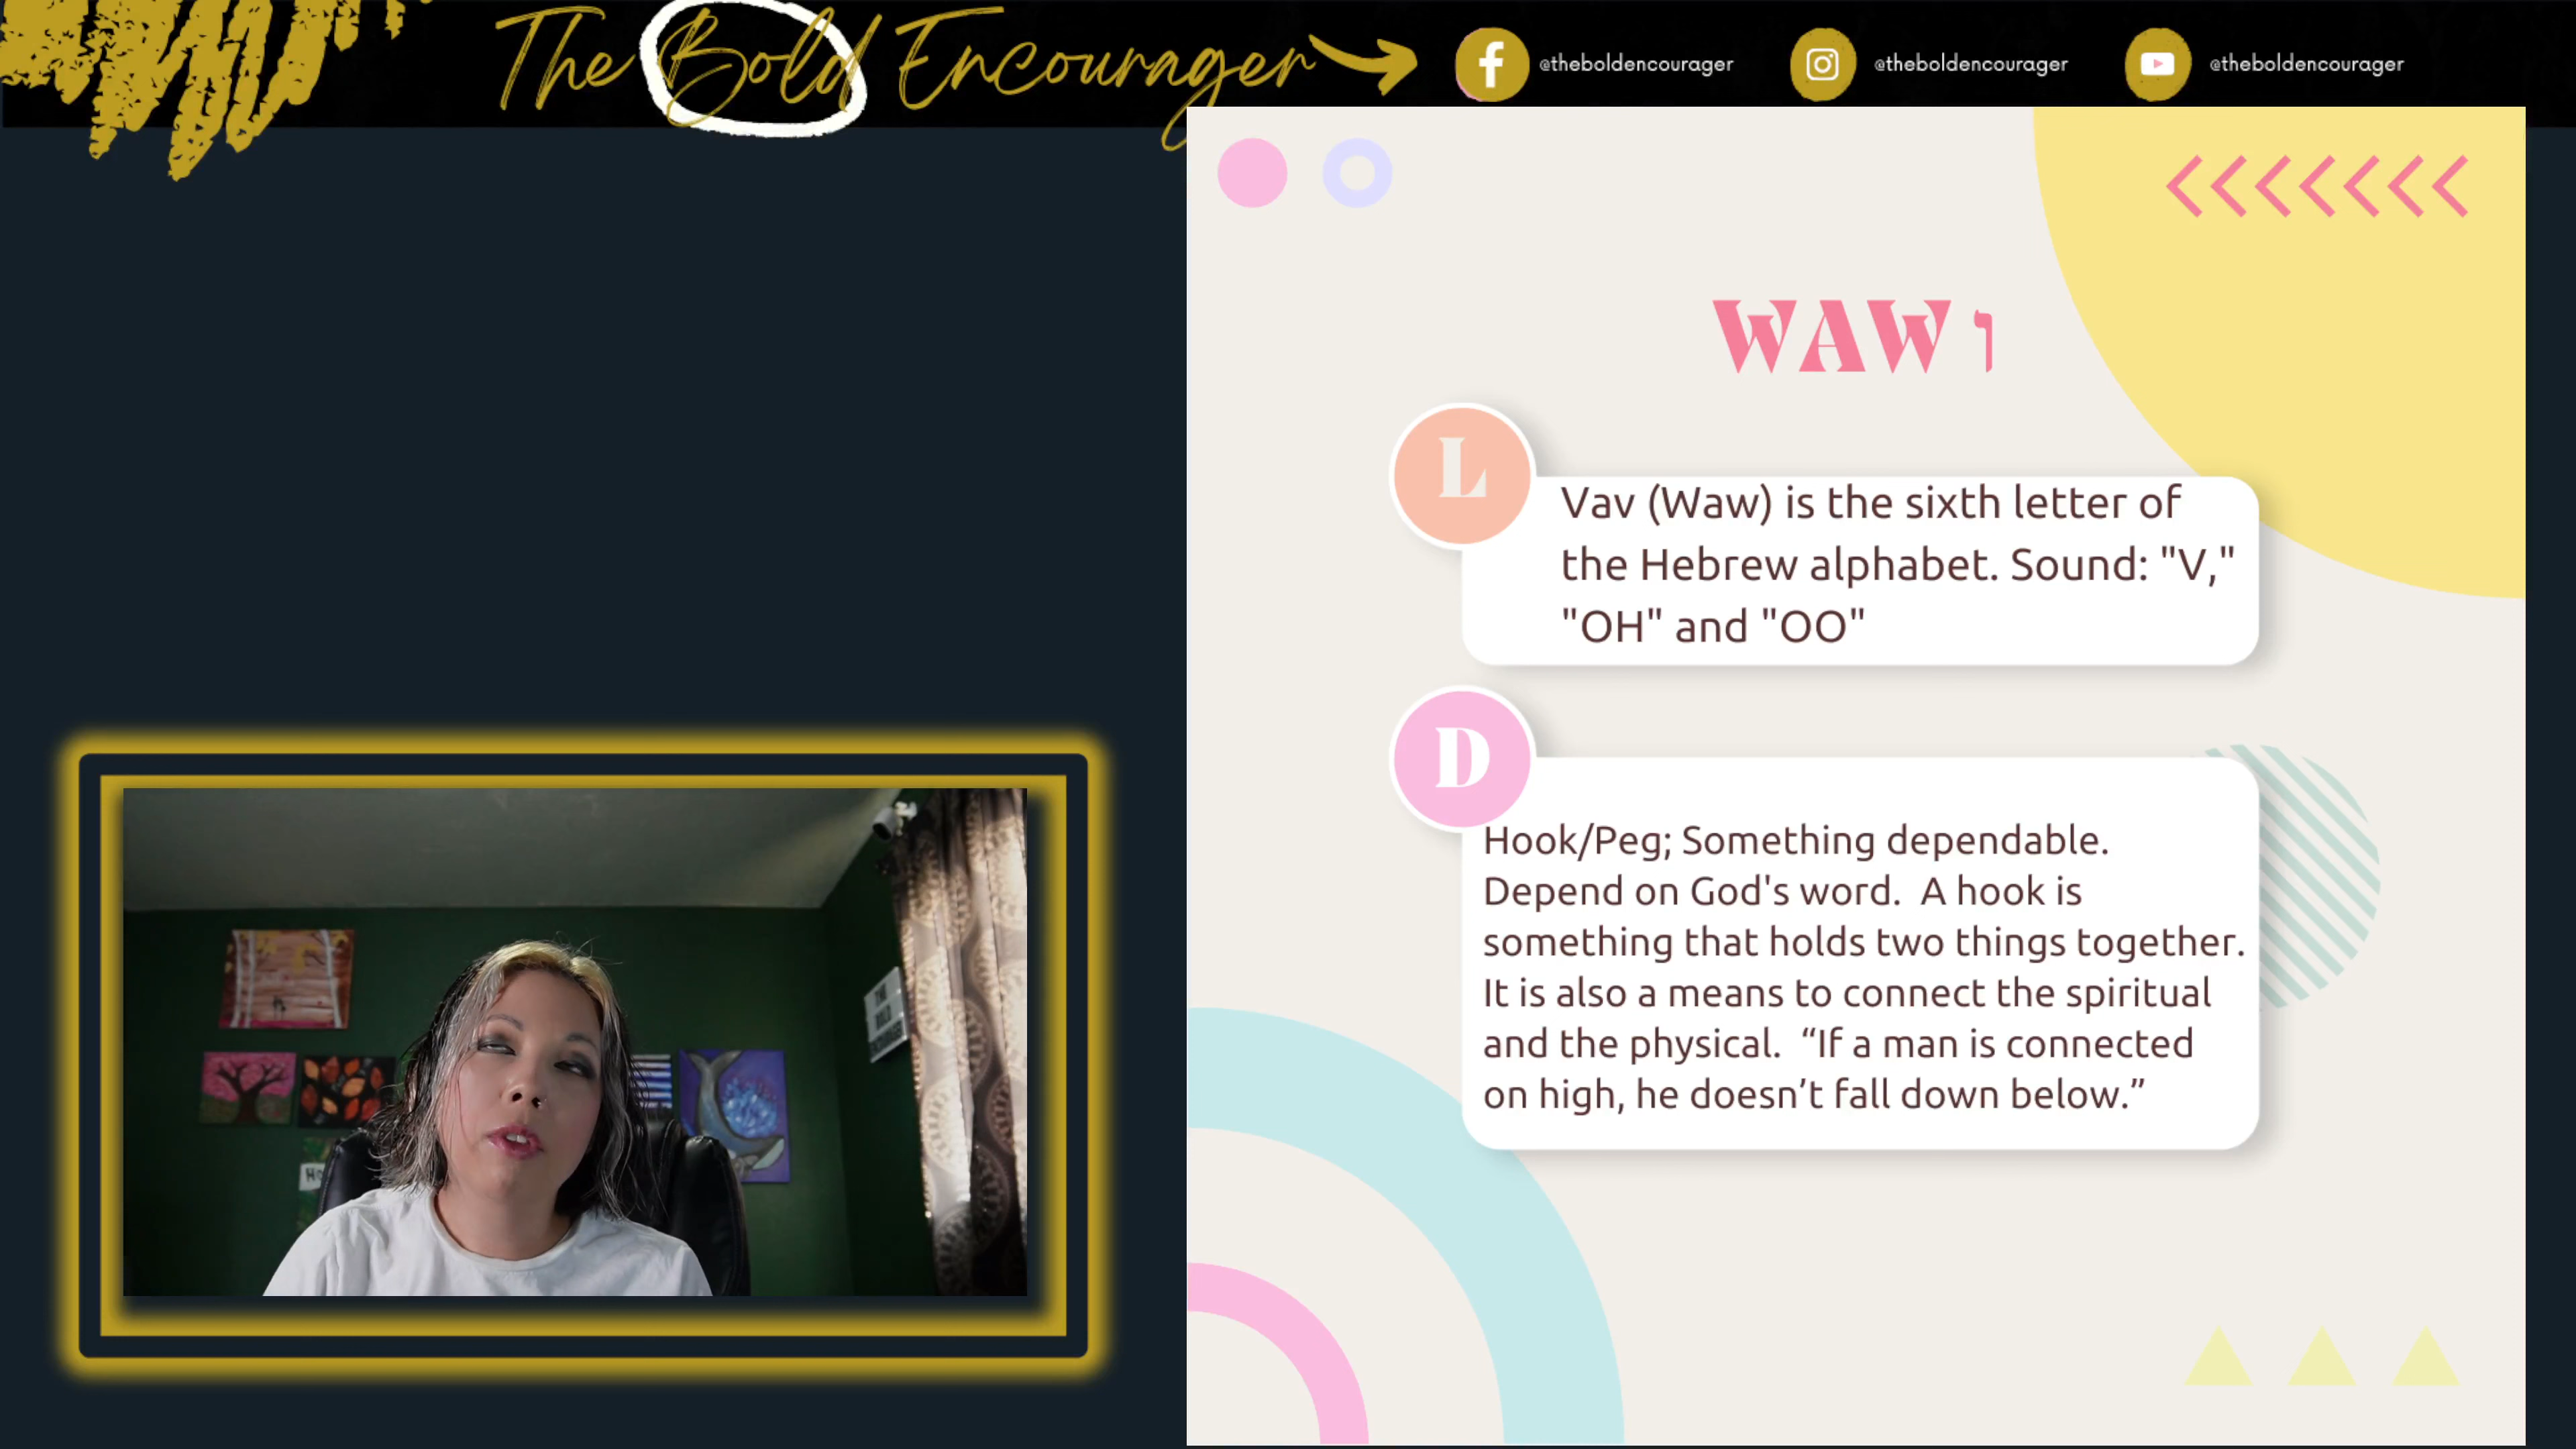 The Bold Encourager
@theboldencourager
@theboldencourager
@theboldencourager
WAW ו
L
Vav (Waw) is the sixth letter of
the Hebrew alphabet. Sound: "V,"
"OH" and "OO"
D
Hook/Peg; Something dependable.
Depend on God's word. A hook is
something that holds two things together.
It is also a means to connect the spiritual
and the physical. “If a man is connected
on high, he doesn’t fall down below.”